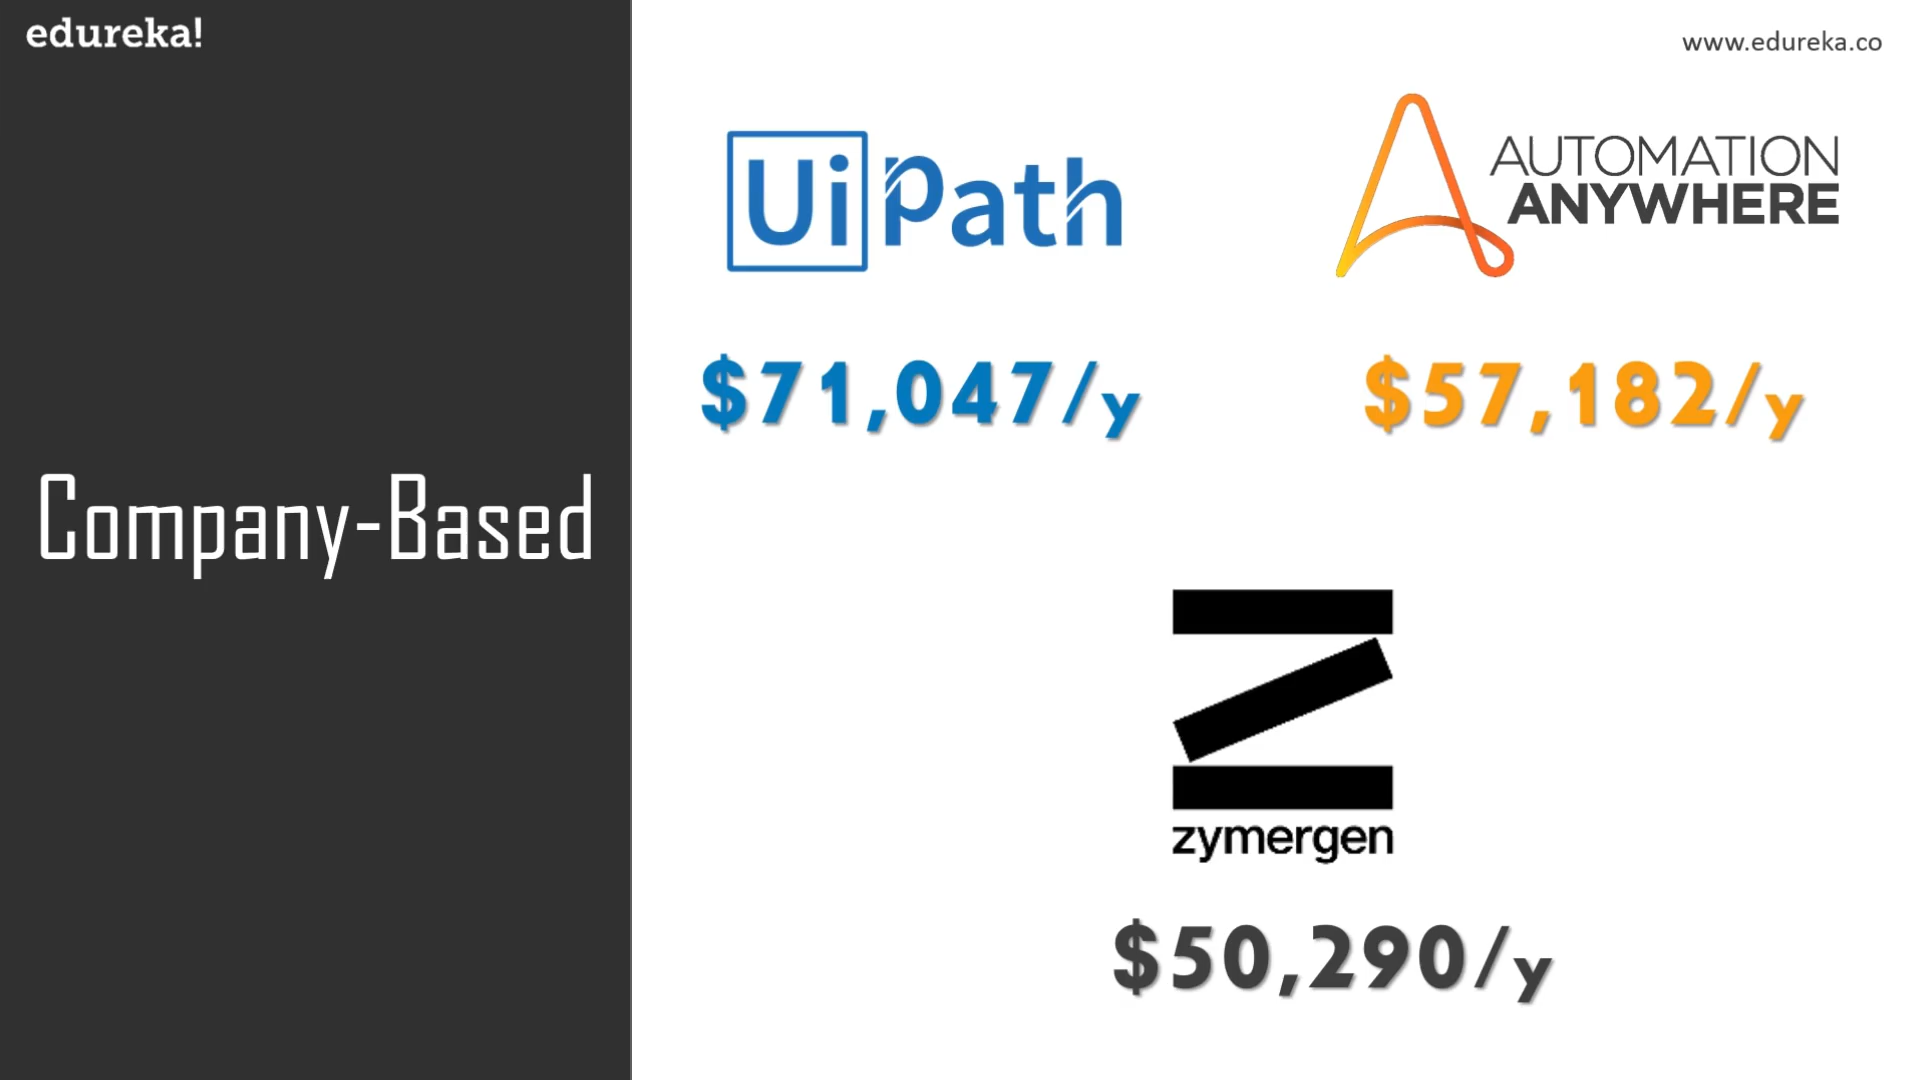 edureka!
www.edureka.co
UiPath
AUTOMATION
ANYWHERE
$71,047/y
$57,182/y
Company-Based
zymergen
$50,290/y